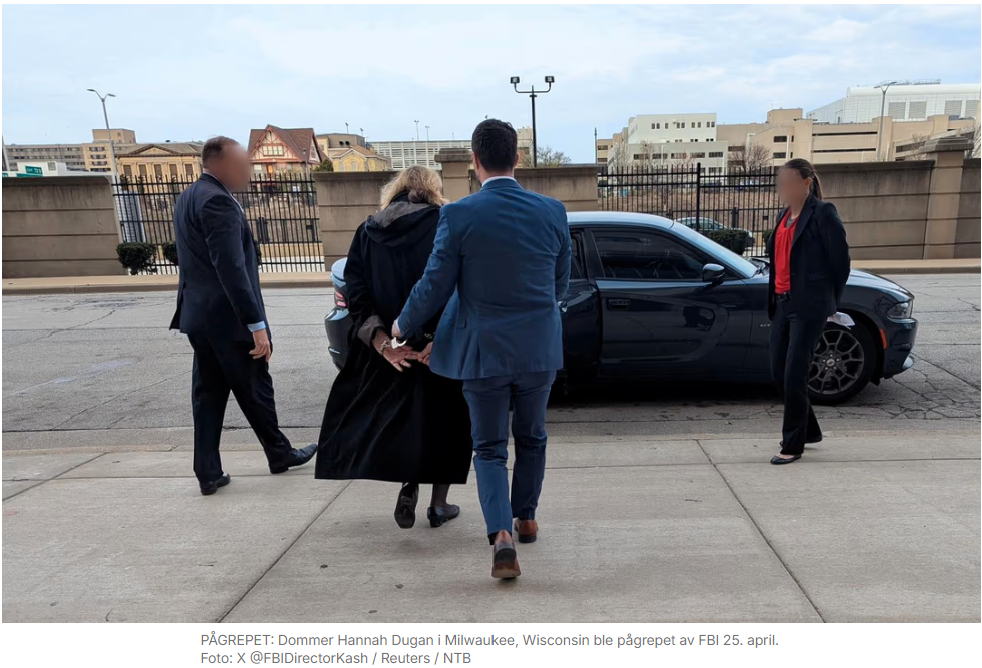 PÅGREPET: Dommer Hannah Dugan i Milwaukee, Wisconsin ble pågrepet av FBI 25. april.
Foto: X @FBIDirectorKash / Reuters / NTB